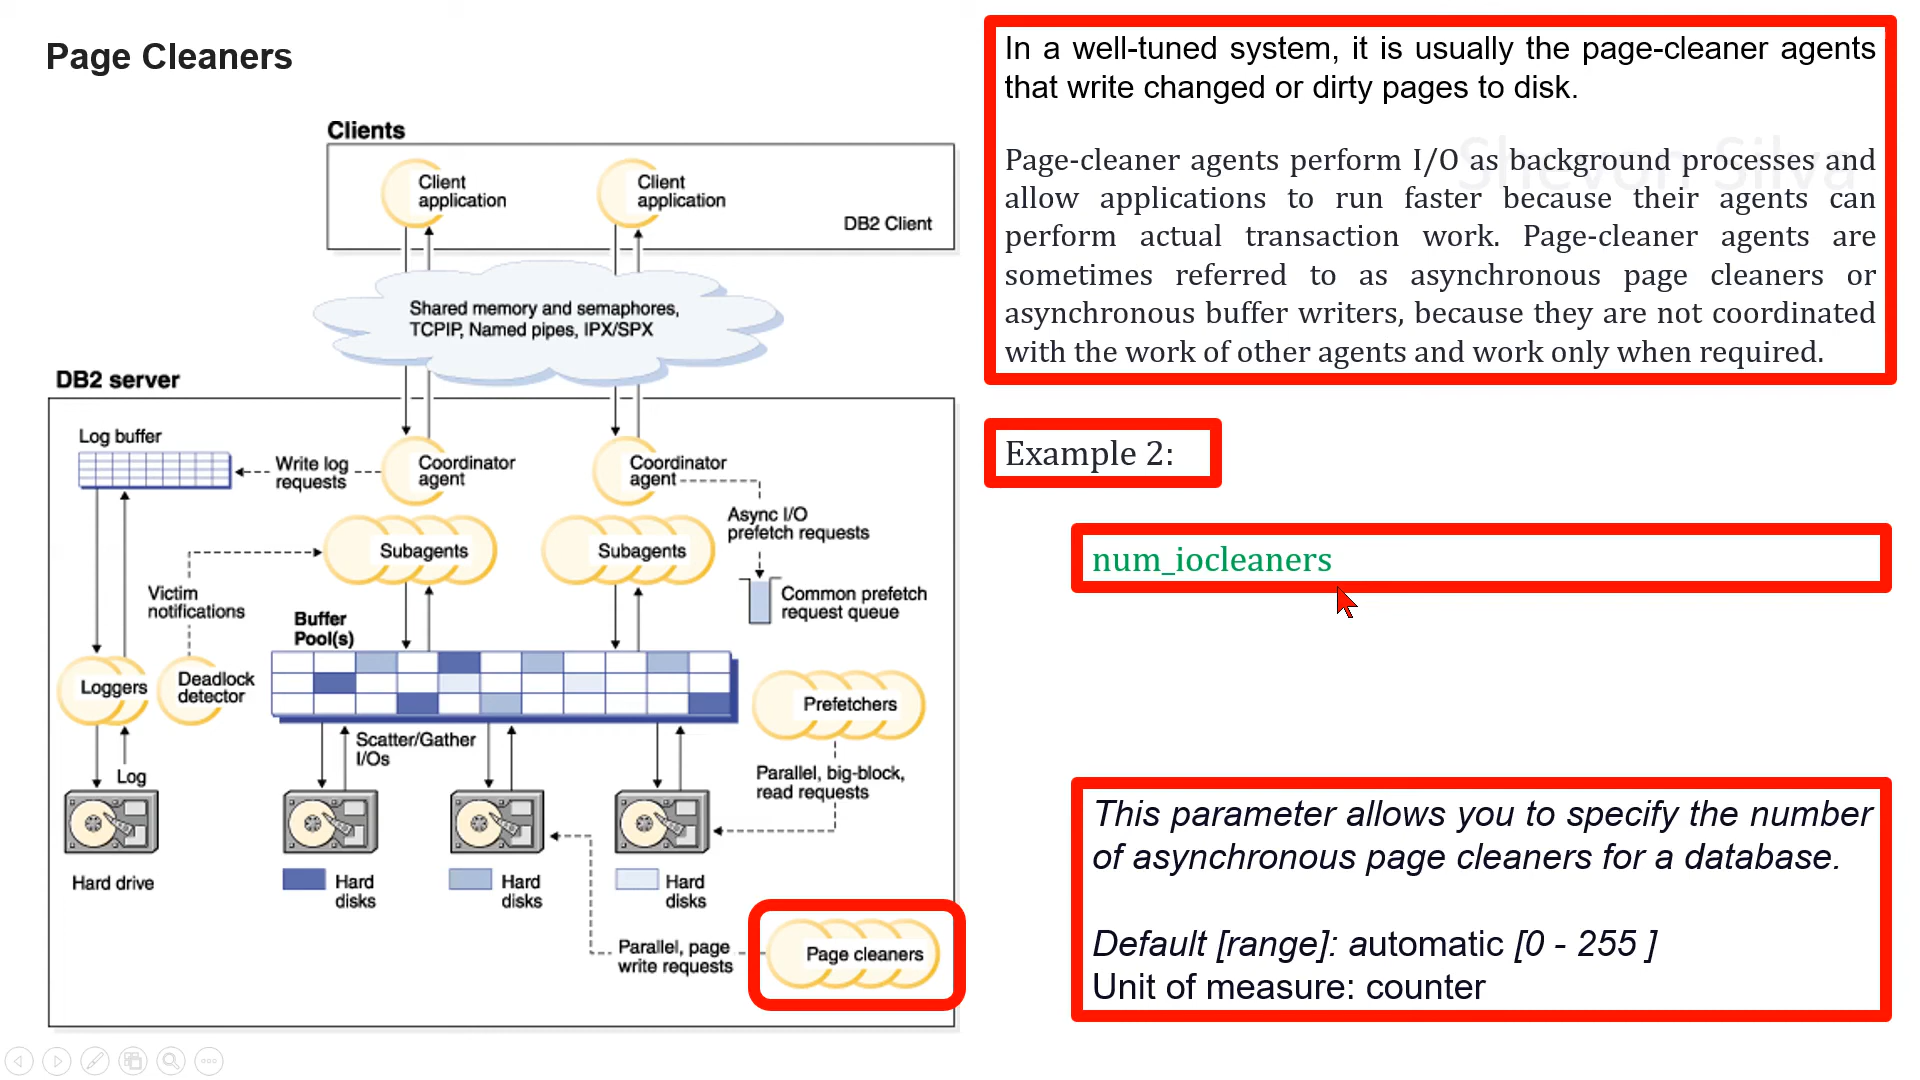 Page Cleaners
Clients
Client
application
Client
application
DB2 Client
Shared memory and semaphores,
TCPIP, Named pipes, IPX/SPX
DB2 server
Log buffer
Write log
requests
Coordinator
agent
Coordinator
agent
Async I/O
prefetch requests
Subagents
Subagents
Victim
notifications
Common prefetch
request queue
Buffer
Pool(s)
Loggers
Deadlock
detector
Prefetchers
Scatter/Gather
I/Os
Log
Parallel, big-block,
read requests
Hard drive
Hard
disks
Hard
disks
Hard
disks
Parallel, page
write requests
Page cleaners
In a well-tuned system, it is usually the page-cleaner agents
that write changed or dirty pages to disk.
Shevon Silva
Page-cleaner agents perform I/O as background processes and
allow applications to run faster because their agents can
perform actual transaction work. Page-cleaner agents are
sometimes referred to as asynchronous page cleaners or
asynchronous buffer writers, because they are not coordinated
with the work of other agents and work only when required.
Example 2:
num_iocleaners
This parameter allows you to specify the number
of asynchronous page cleaners for a database.
Default [range]: automatic [0 - 255 ]
Unit of measure: counter